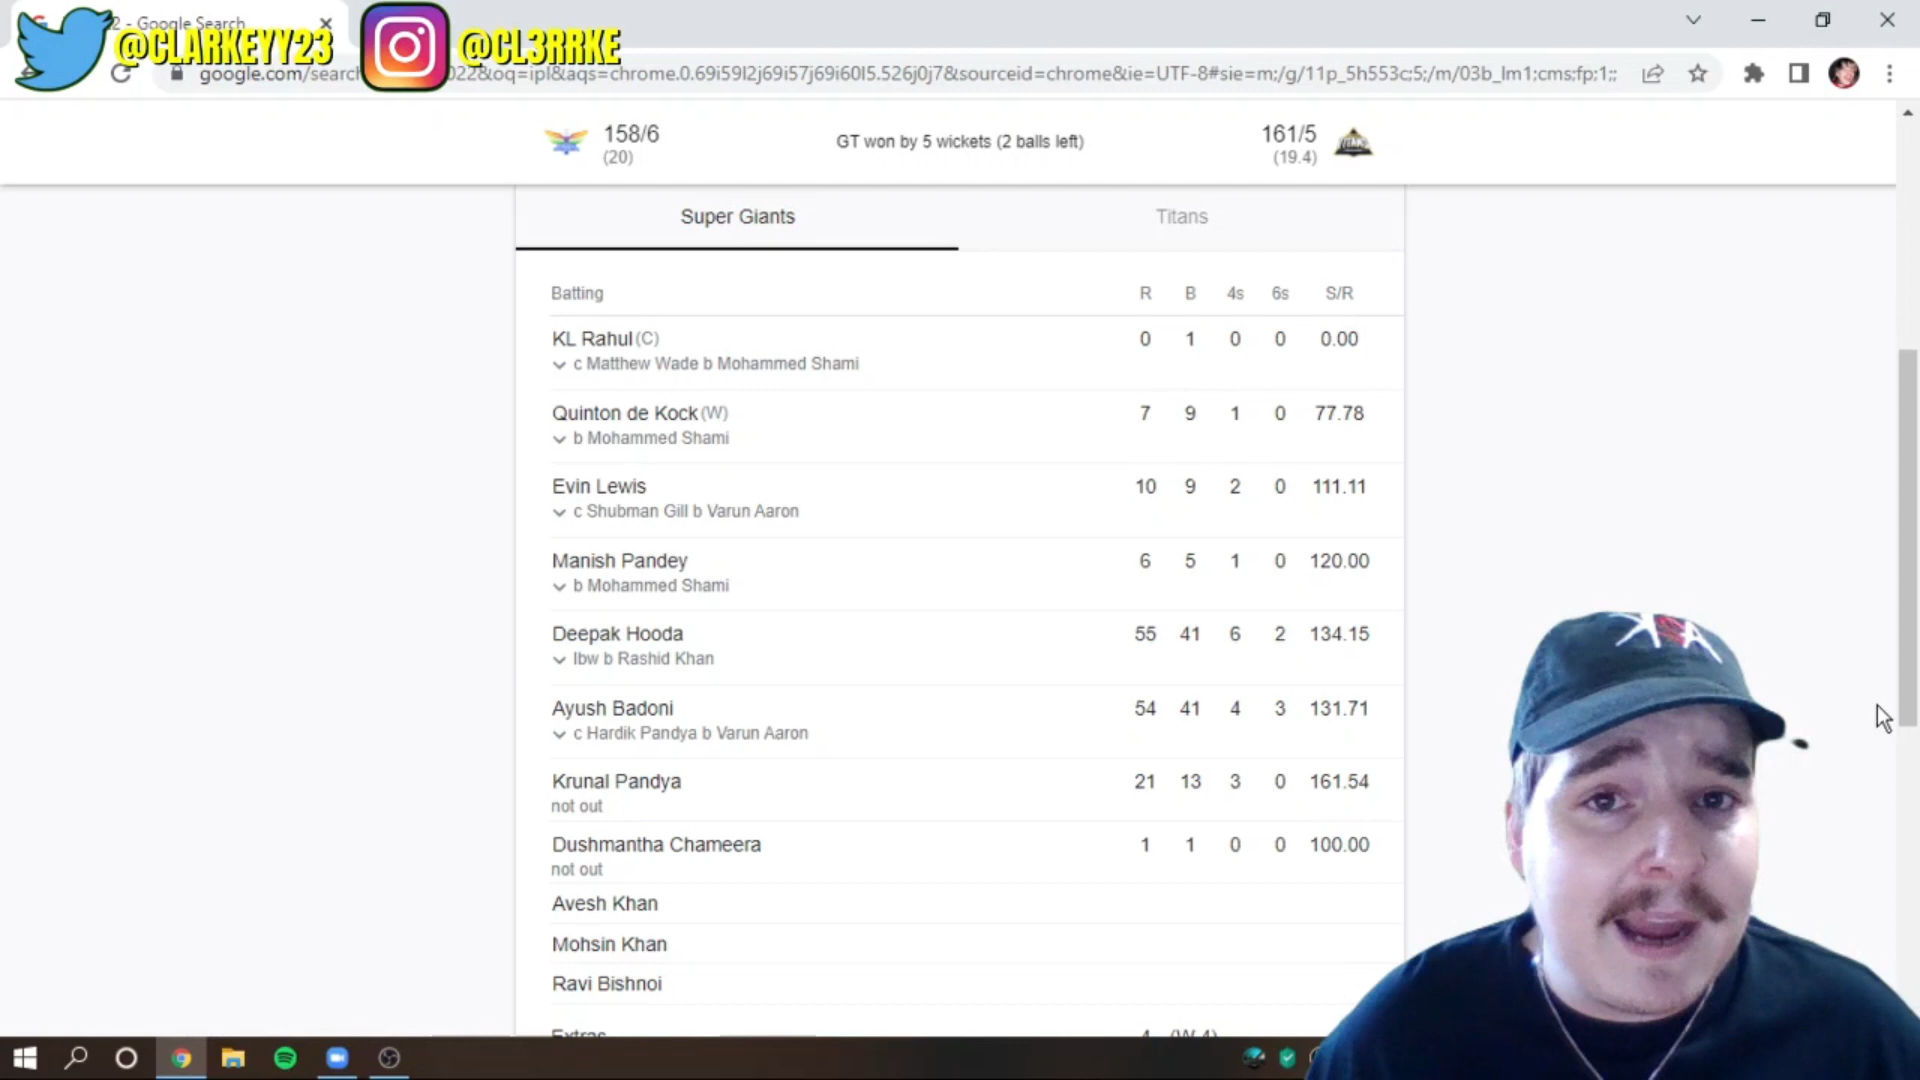 2 - Google Search
@CLARKEYY23
@CL3RRKE
google.com/search 022&oq=ipl&aqs=chrome.0.69i59l2j69i57j69i60l5.526j0j7&sourceid=chrome&ie=UTF-8#sie=m;/g/11p_5h553c;5;/m/03b_lm1;cms;fp;1;;
158/6 GT won by 5 wickets (2 balls left) 161/5
(20) (19.4)
Super Giants Titans
Batting R B 4s 6s S/R
KL Rahul (C) 0 1 0 0 0.00
c Matthew Wade b Mohammed Shami
Quinton de Kock (W) 7 9 1 0 77.78
b Mohammed Shami
Evin Lewis 10 9 2 0 111.11
c Shubman Gill b Varun Aaron
Manish Pandey 6 5 1 0 120.00
b Mohammed Shami
Deepak Hooda 55 41 6 2 134.15
lbw b Rashid Khan
Ayush Badoni 54 41 4 3 131.71
c Hardik Pandya b Varun Aaron
Krunal Pandya 21 13 3 0 161.54
not out
Dushmantha Chameera 1 1 0 0 100.00
not out
Avesh Khan
Mohsin Khan
Ravi Bishnoi
Extras 4 (W 4)